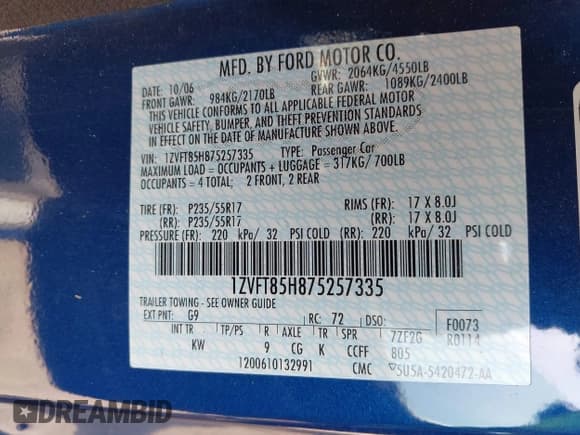 MFD. BY FORD MOTOR CO.
DATE: 10/06 GVWR: 2064KG/4550LB
FRONT GAWR: 984KG/2170LB REAR GAWR: 1089KG/2400LB
THIS VEHICLE CONFORMS TO ALL APPLICABLE FEDERAL MOTOR
VEHICLE SAFETY, BUMPER, AND THEFT PREVENTION STANDARDS
IN EFFECT ON THE DATE OF MANUFACTURE SHOWN ABOVE.
VIN: 1ZVFT85H875257335 TYPE: Passenger Car
MAXIMUM LOAD = OCCUPANTS + LUGGAGE = 317KG/ 700LB
OCCUPANTS = 4 TOTAL; 2 FRONT, 2 REAR
TIRE (FR): P235/55R17 RIMS (FR): 17 X 8.0J
(RR): P235/55R17 (RR): 17 X 8.0J
PRESSURE (FR): 220 kPa/ 32 PSI COLD (RR): 220 kPa/ 32 PSI COLD
1ZVFT85H875257335
TRAILER TOWING - SEE OWNER GUIDE
EXT PNT: G9 RC: 72 DSO: F0073
INT TR TP/PS R AXLE TR SPR 7ZF2G R0114
KW 9 CG K CCFF 805
1200610132991 CMC 5U5A-5420472-AA
DREAMBID